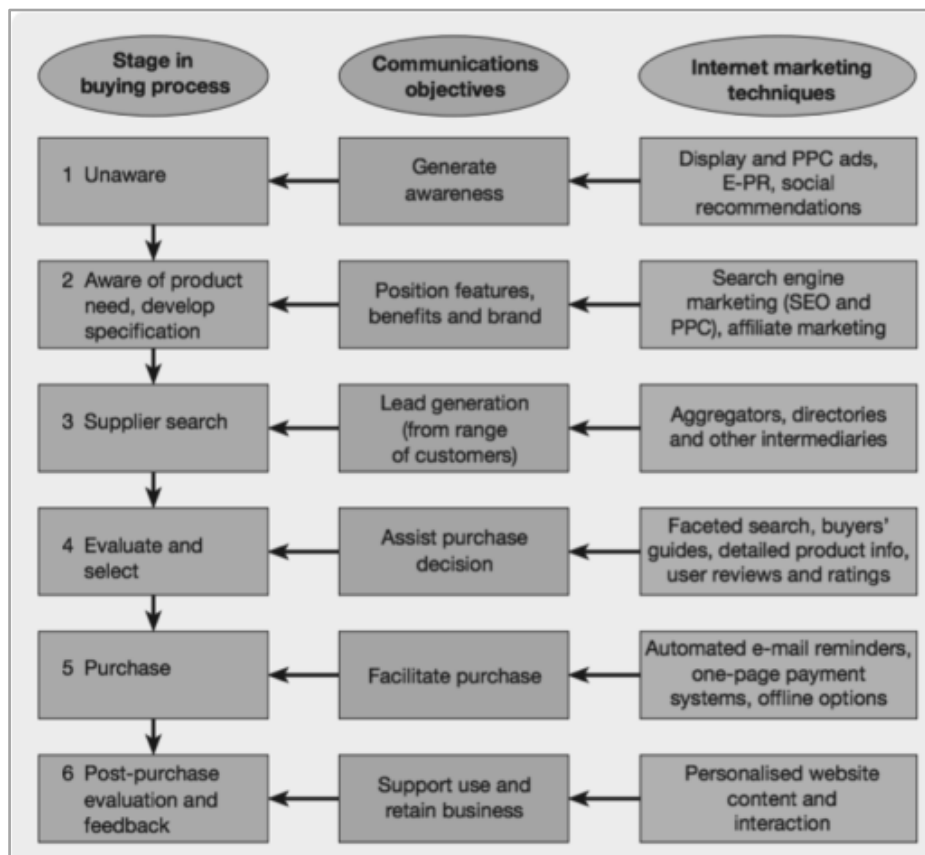 Stage in
buying process
Communications
objectives
Internet marketing
techniques
1 Unaware
Generate
awareness
Display and PPC ads,
E-PR, social
recommendations
2 Aware of product
need, develop
specification
Position features,
benefits and brand
Search engine
marketing (SEO and
PPC), affiliate marketing
3 Supplier search
Lead generation
(from range
of customers)
Aggregators, directories
and other intermediaries
4 Evaluate and
select
Assist purchase
decision
Faceted search, buyers'
guides, detailed product info,
user reviews and ratings
5 Purchase
Facilitate purchase
Automated e-mail reminders,
one-page payment
systems, offline options
6 Post-purchase
evaluation and
feedback
Support use and
retain business
Personalised website
content and
interaction